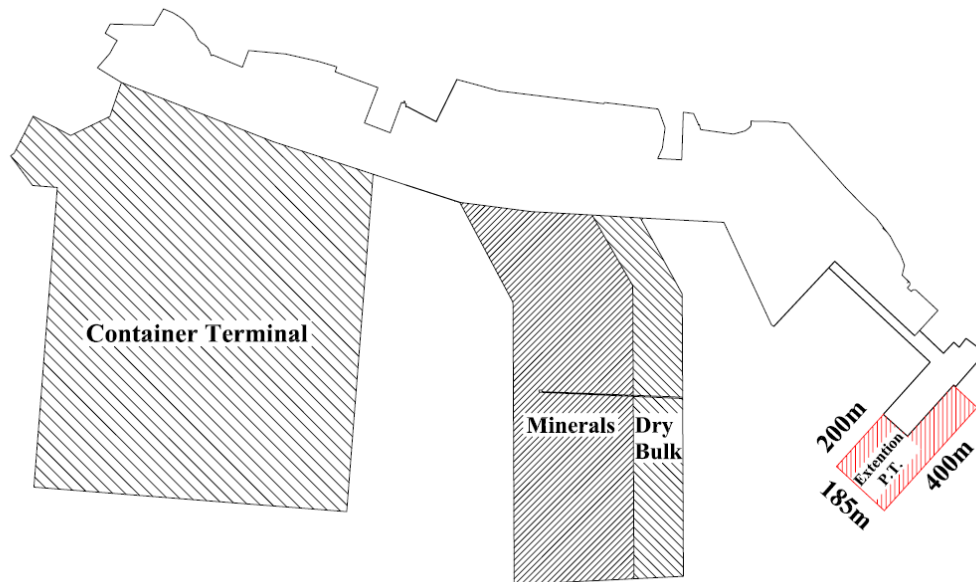 Container Terminal
Minerals
Dry
Bulk
200m
Extention
P.T.
185m
400m